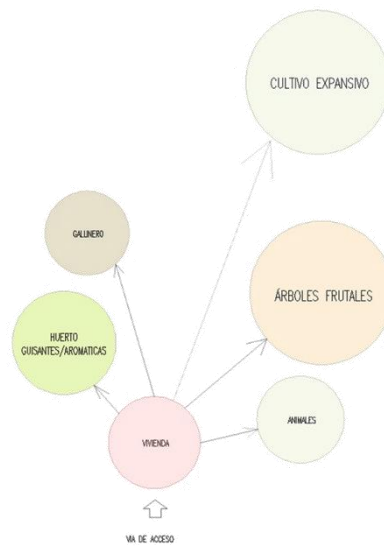 CULTIVO EXPANSIVO
GALLINERO
ÁRBOLES FRUTALES
HUERTO
GUISANTES/AROMATICAS
ANIMALES
VIVIENDA
VIA DE ACCESO